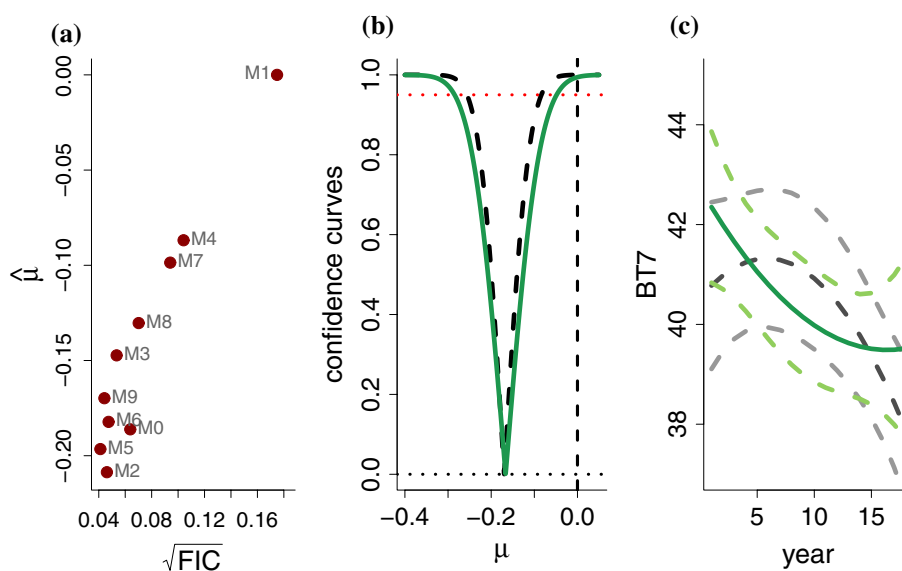 (a)
0.00
−0.05
−0.10
−0.15
−0.20
μ̂
M1
M4
M7
M8
M3
M9
M6
M0
M5
M2
0.04 0.08 0.12 0.16
√FIC
(b)
1.0
0.8
0.6
0.4
0.2
0.0
confidence curves
−0.4 −0.2 0.0
μ
(c)
44
42
40
38
BT7
5 10 15
year